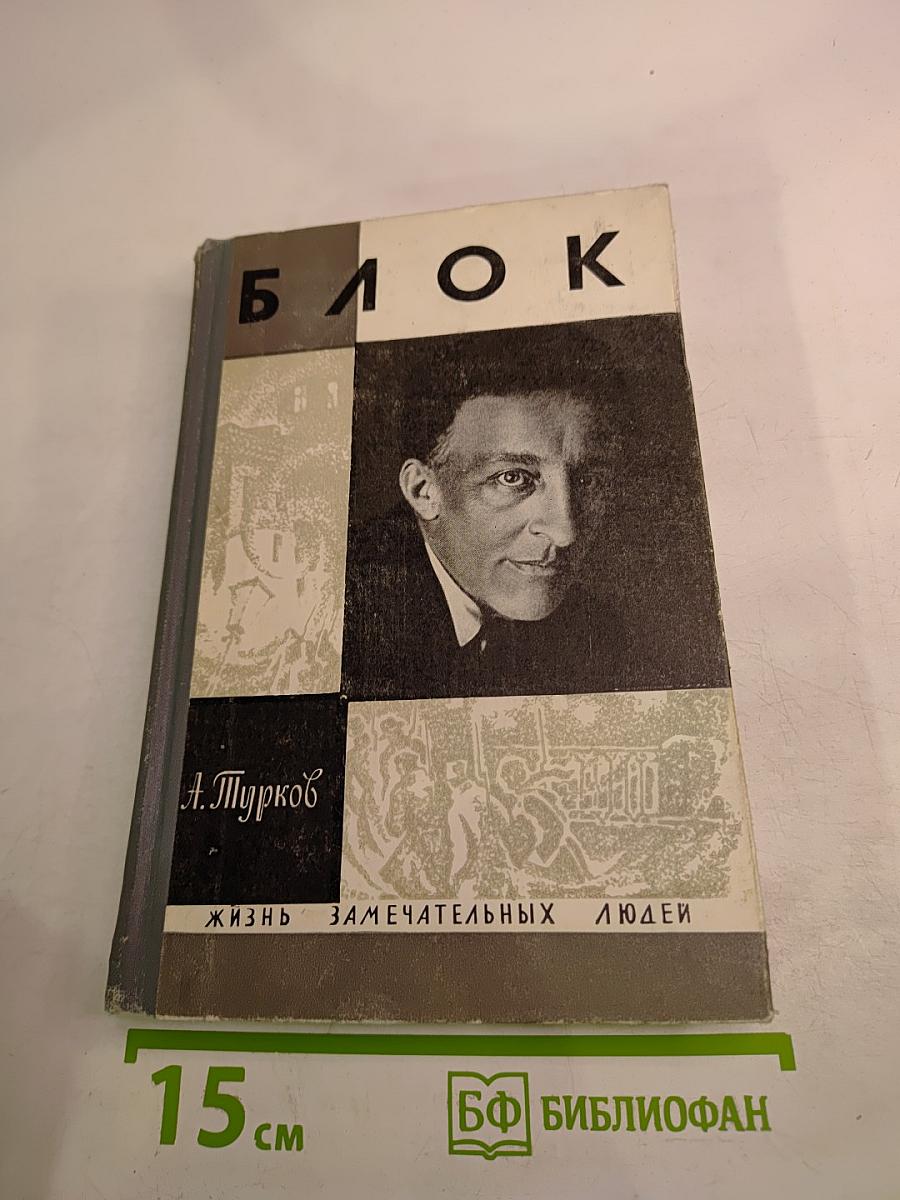 БЛОК
А. Турков
ЖИЗНЬ ЗАМЕЧАТЕЛЬНЫХ ЛЮДЕЙ
15 см
БФ БИБЛИОФАН